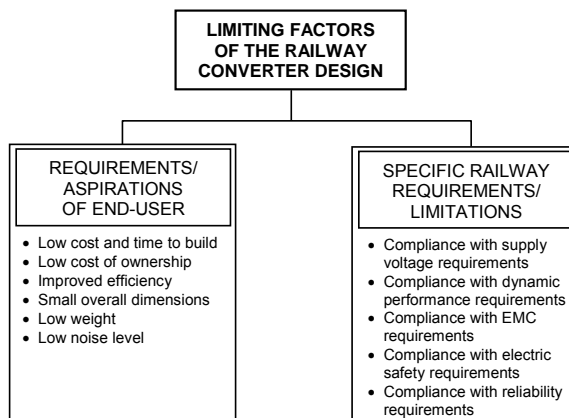 LIMITING FACTORS
OF THE RAILWAY
CONVERTER DESIGN
REQUIREMENTS/
ASPIRATIONS
OF END-USER
• Low cost and time to build
• Low cost of ownership
• Improved efficiency
• Small overall dimensions
• Low weight
• Low noise level
SPECIFIC RAILWAY
REQUIREMENTS/
LIMITATIONS
• Compliance with supply
voltage requirements
• Compliance with dynamic
performance requirements
• Compliance with EMC
requirements
• Compliance with electric
safety requirements
• Compliance with reliability
requirements